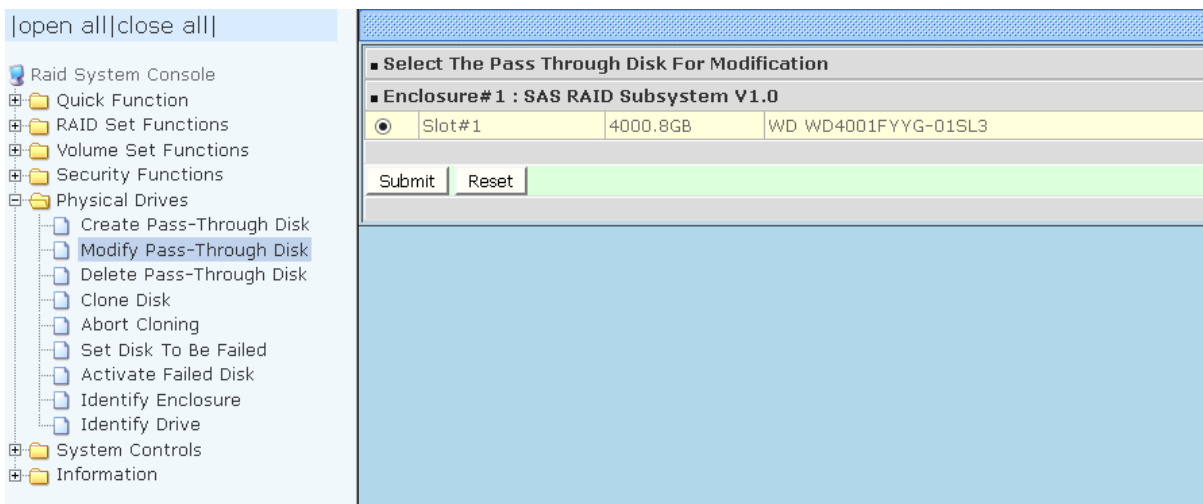 |open all|close all|
Raid System Console
Quick Function
RAID Set Functions
Volume Set Functions
Security Functions
Physical Drives
Create Pass-Through Disk
Modify Pass-Through Disk
Delete Pass-Through Disk
Clone Disk
Abort Cloning
Set Disk To Be Failed
Activate Failed Disk
Identify Enclosure
Identify Drive
System Controls
Information
Select The Pass Through Disk For Modification
Enclosure#1 : SAS RAID Subsystem V1.0
Slot#1 4000.8GB WD WD4001FYYG-01SL3
Submit Reset